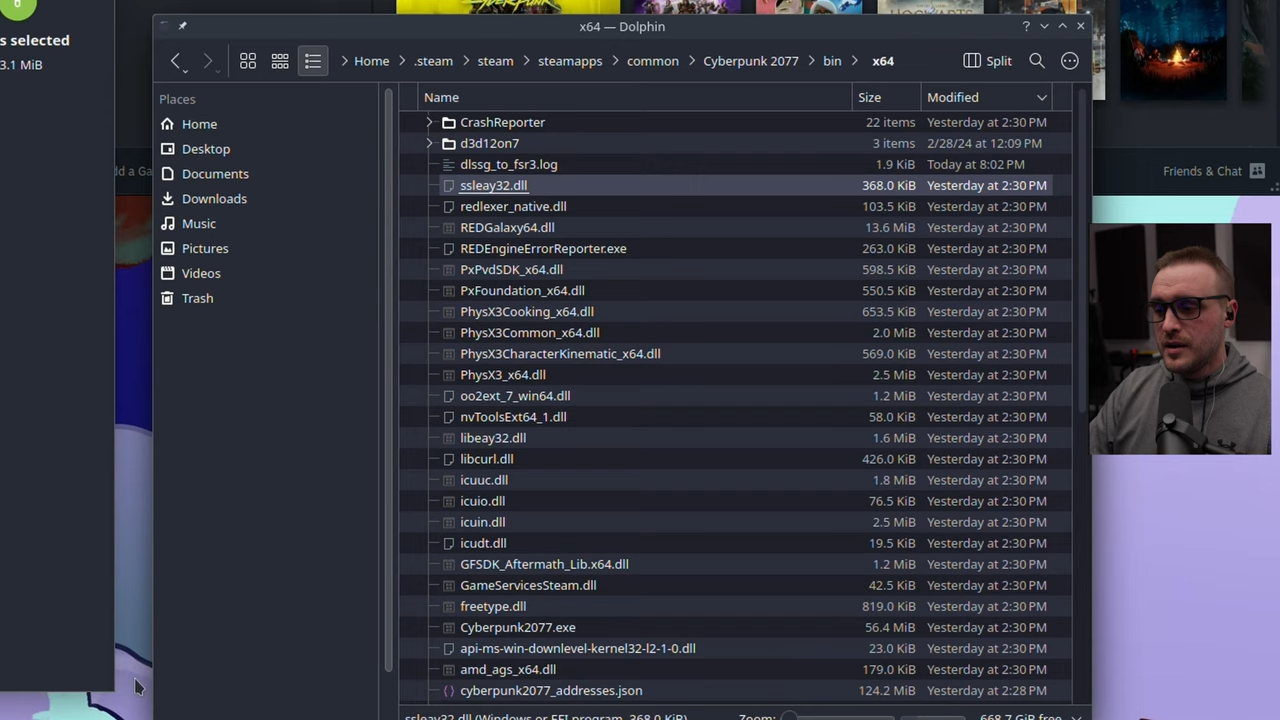 s selected
3.1 MiB
dd a Ga
x64 — Dolphin
Home > .steam > steam > steamapps > common > Cyberpunk 2077 > bin > x64
Split
Places
Home
Desktop
Documents
Downloads
Music
Pictures
Videos
Trash
Name Size Modified
CrashReporter 22 items Yesterday at 2:30 PM
d3d12on7 3 items 2/28/24 at 12:09 PM
dlssg_to_fsr3.log 1.9 KiB Today at 8:02 PM
ssleay32.dll 368.0 KiB Yesterday at 2:30 PM
redlexer_native.dll 103.5 KiB Yesterday at 2:30 PM
REDGalaxy64.dll 13.6 MiB Yesterday at 2:30 PM
REDEngineErrorReporter.exe 263.0 KiB Yesterday at 2:30 PM
PxPvdSDK_x64.dll 598.5 KiB Yesterday at 2:30 PM
PxFoundation_x64.dll 550.5 KiB Yesterday at 2:30 PM
PhysX3Cooking_x64.dll 653.5 KiB Yesterday at 2:30 PM
PhysX3Common_x64.dll 2.0 MiB Yesterday at 2:30 PM
PhysX3CharacterKinematic_x64.dll 569.0 KiB Yesterday at 2:30 PM
PhysX3_x64.dll 2.5 MiB Yesterday at 2:30 PM
oo2ext_7_win64.dll 1.2 MiB Yesterday at 2:30 PM
nvToolsExt64_1.dll 58.0 KiB Yesterday at 2:30 PM
libeay32.dll 1.6 MiB Yesterday at 2:30 PM
libcurl.dll 426.0 KiB Yesterday at 2:30 PM
icuuc.dll 1.8 MiB Yesterday at 2:30 PM
icuio.dll 76.5 KiB Yesterday at 2:30 PM
icuin.dll 2.5 MiB Yesterday at 2:30 PM
icudt.dll 19.5 KiB Yesterday at 2:30 PM
GFSDK_Aftermath_Lib.x64.dll 1.2 MiB Yesterday at 2:30 PM
GameServicesSteam.dll 42.5 KiB Yesterday at 2:30 PM
freetype.dll 819.0 KiB Yesterday at 2:30 PM
Cyberpunk2077.exe 56.4 MiB Yesterday at 2:30 PM
api-ms-win-downlevel-kernel32-l2-1-0.dll 23.0 KiB Yesterday at 2:30 PM
amd_ags_x64.dll 179.0 KiB Yesterday at 2:30 PM
cyberpunk2077_addresses.json 124.2 MiB Yesterday at 2:28 PM
ssleay32.dll (Windows or EFI program, 368.0 KiB) Zoom: 668.7 GiB free
Friends & Chat